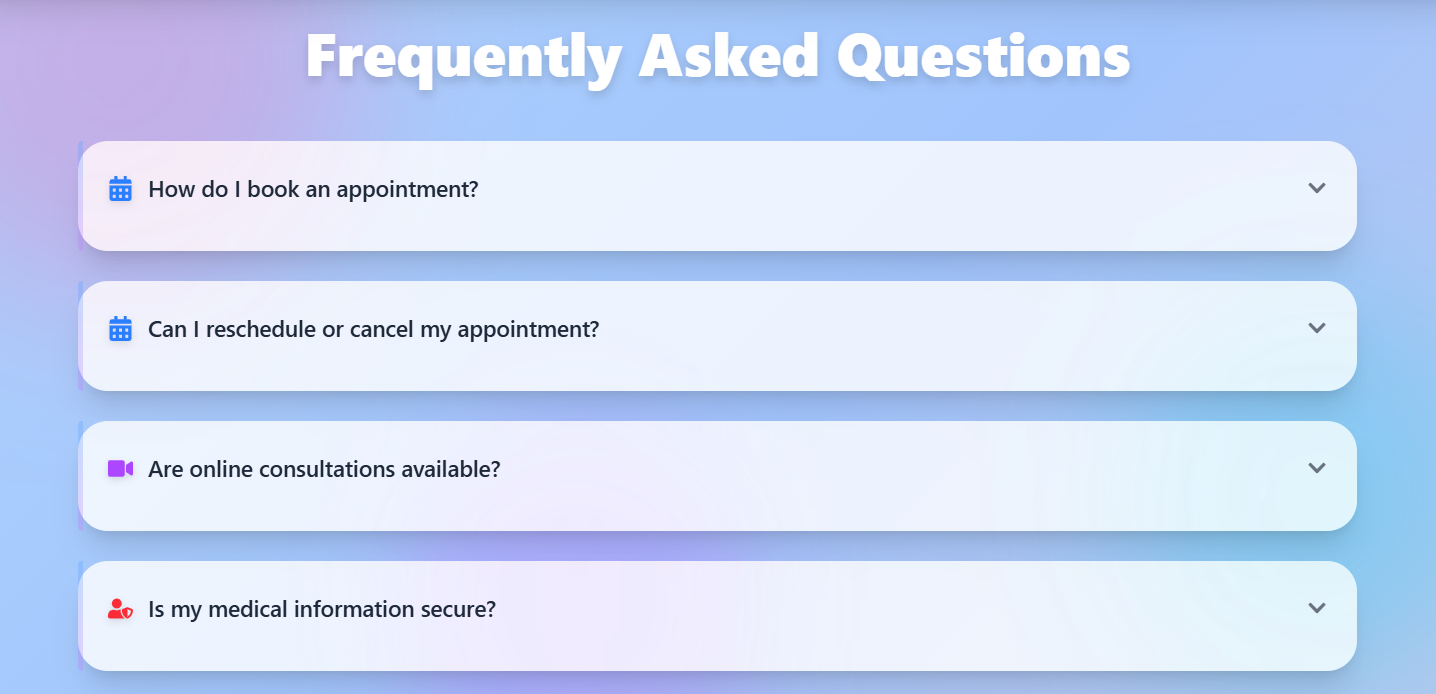 Frequently Asked Questions
How do I book an appointment?
Can I reschedule or cancel my appointment?
Are online consultations available?
Is my medical information secure?